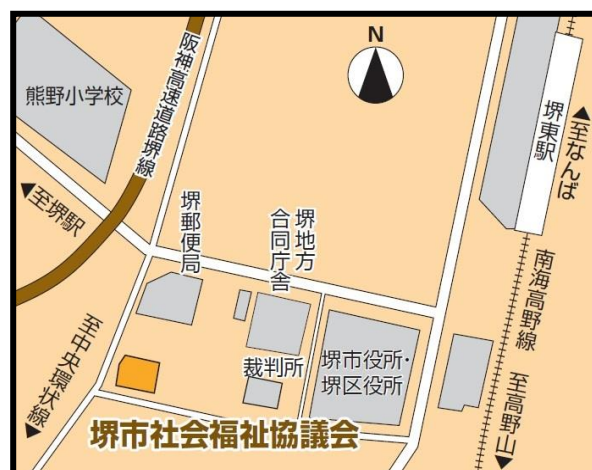 熊野小学校
阪神高速道路堺線
N
堺東駅
▲至なんば
◀至堺駅
堺郵便局
堺地方
合同庁舎
南海高野線
至高野山▶
至中央環状線▶
裁判所
堺市役所・
堺区役所
堺市社会福祉協議会